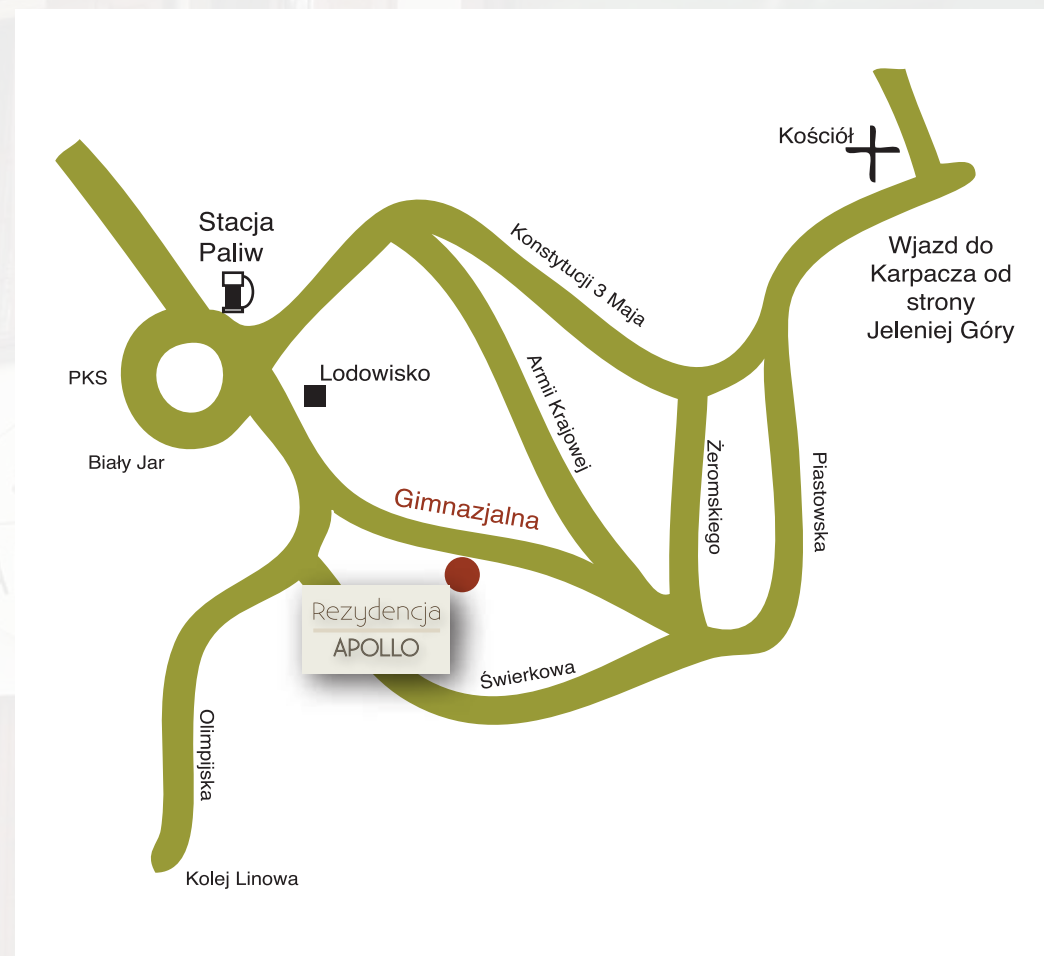 Kościół
Stacja
Paliw
Konstytucji 3 Maja
Wjazd do
Karpacza od
strony
Jeleniej Góry
PKS
Lodowisko
Armii Krajowej
Biały Jar
Żeromskiego
Piastowska
Gimnazjalna
Rezydencja
APOLLO
Świerkowa
Olimpijska
Kolej Linowa